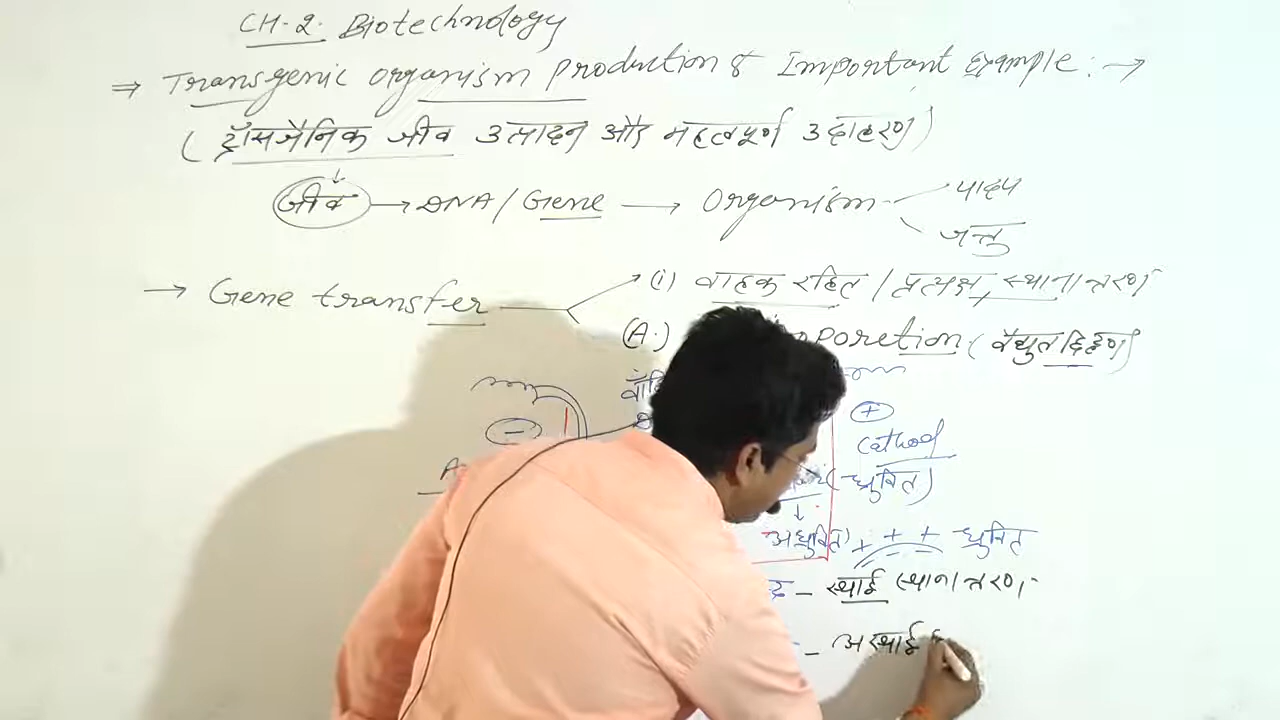 CH-2. Biotechnology
⇒ Transgenic organism production & Important Example :→
( ट्रॉंसजैनिक जीव उत्पादन और महत्वपूर्ण उदाहरण )
जीव → DNA / Gene → Organism - पादप
जन्तु
→ Gene transfer (i) वाहक रहित / प्रत्यक्ष स्थानान्तरण
(A.) (वैद्युतछिद्रण)
- +
cathod
(ध्रुवित)
↓
अध्रुवित) + + + ध्रुवित
- स्थाई स्थानान्तरण -
- अस्थाई